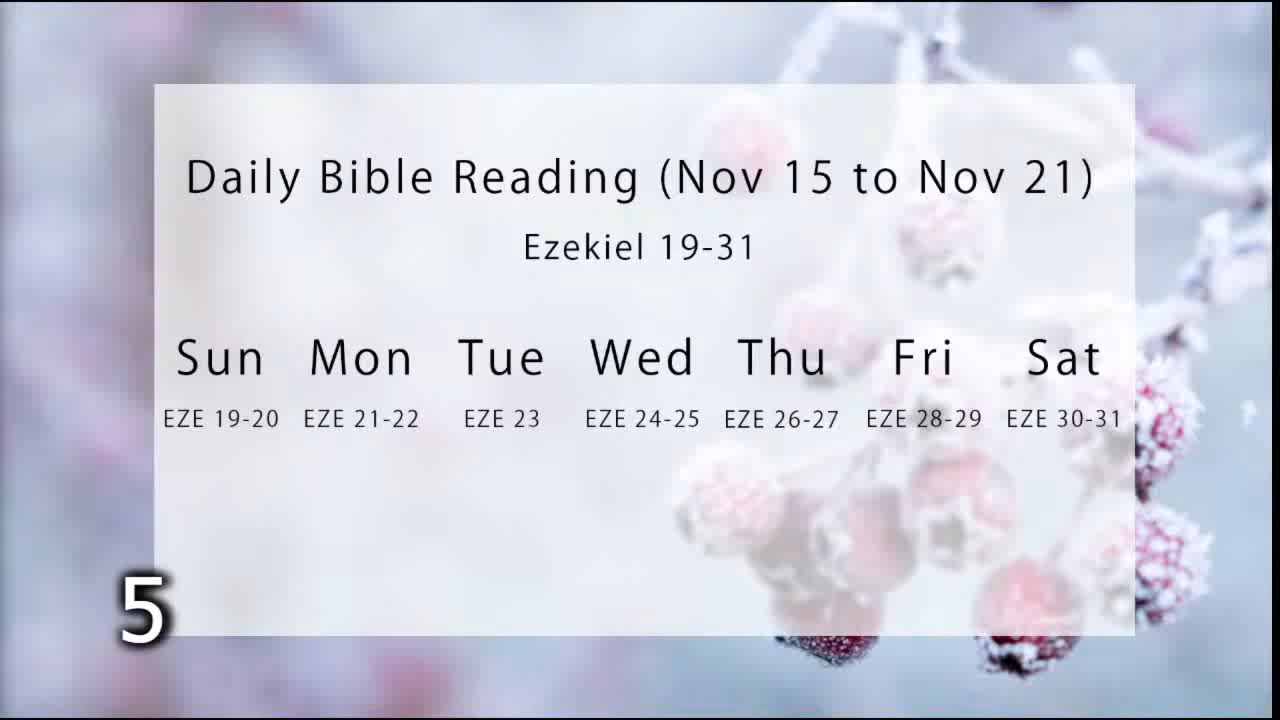 Daily Bible Reading (Nov 15 to Nov 21)
Ezekiel 19-31
Sun Mon Tue Wed Thu Fri Sat
EZE 19-20 EZE 21-22 EZE 23 EZE 24-25 EZE 26-27 EZE 28-29 EZE 30-31
5